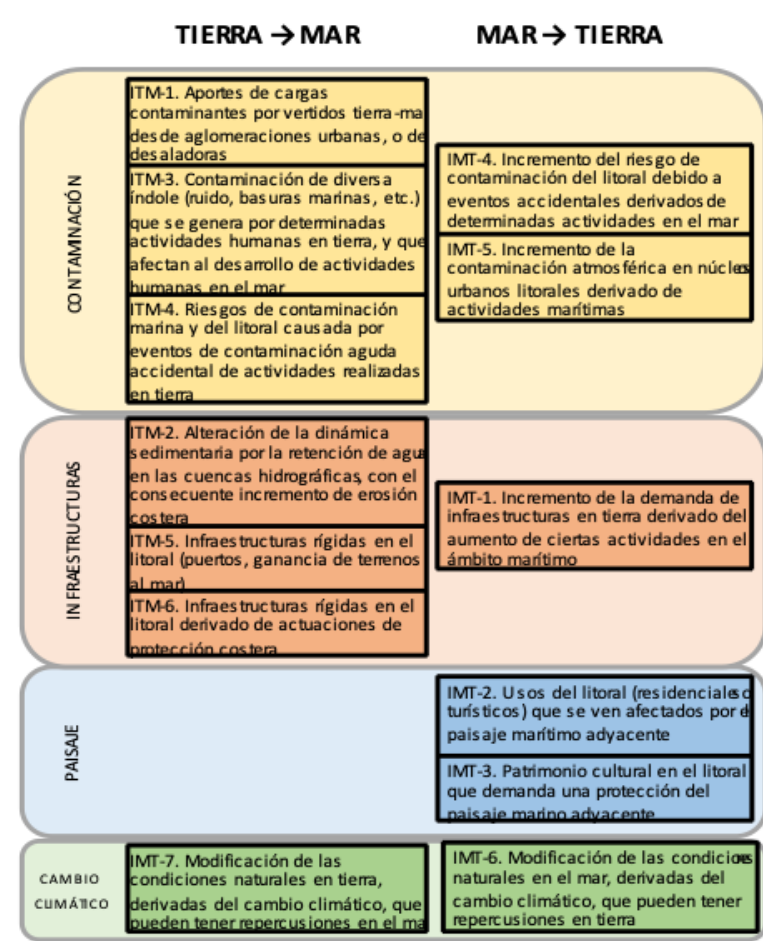 TIERRA → MAR
MAR → TIERRA
CONTAMINACIÓN
ITM-1. Aportes de cargas
contaminantes por vertidos tierra-ma
desde aglomeraciones urbanas, o de
desaladoras
ITM-3. Contaminación de diversa
índole (ruido, basuras marinas, etc.)
que se genera por determinadas
actividades humanas en tierra, y que
afectan al desarrollo de actividades
humanas en el mar
ITM-4. Riesgos de contaminación
marina y del litoral causada por
eventos de contaminación aguda
accidental de actividades realizadas
en tierra
IMT-4. Incremento del riesgo de
contaminación del litoral debido a
eventos accidentales derivados de
determinadas actividades en el mar
IMT-5. Incremento de la
contaminación atmosférica en núcleos
urbanos litorales derivado de
actividades marítimas
INFRAESTRUCTURAS
ITM-2. Alteración de la dinámica
sedimentaria por la retención de agua
en las cuencas hidrográficas, con el
consecuente incremento de erosión
costera
ITM-5. Infraestructuras rígidas en el
litoral (puertos, ganancia de terrenos
al mar)
ITM-6. Infraestructuras rígidas en el
litoral derivado de actuaciones de
protección costera
IMT-1. Incremento de la demanda de
infraestructuras en tierra derivado del
aumento de ciertas actividades en el
ámbito marítimo
PAISAJE
IMT-2. Usos del litoral (residenciales o
turísticos) que se ven afectados por el
paisaje marítimo adyacente
IMT-3. Patrimonio cultural en el litoral
que demanda una protección del
paisaje marino adyacente
CAMBIO
CLIMÁTICO
IMT-7. Modificación de las
condiciones naturales en tierra,
derivadas del cambio climático, que
pueden tener repercusiones en el ma
IMT-6. Modificación de las condiciones
naturales en el mar, derivadas del
cambio climático, que pueden tener
repercusiones en tierra